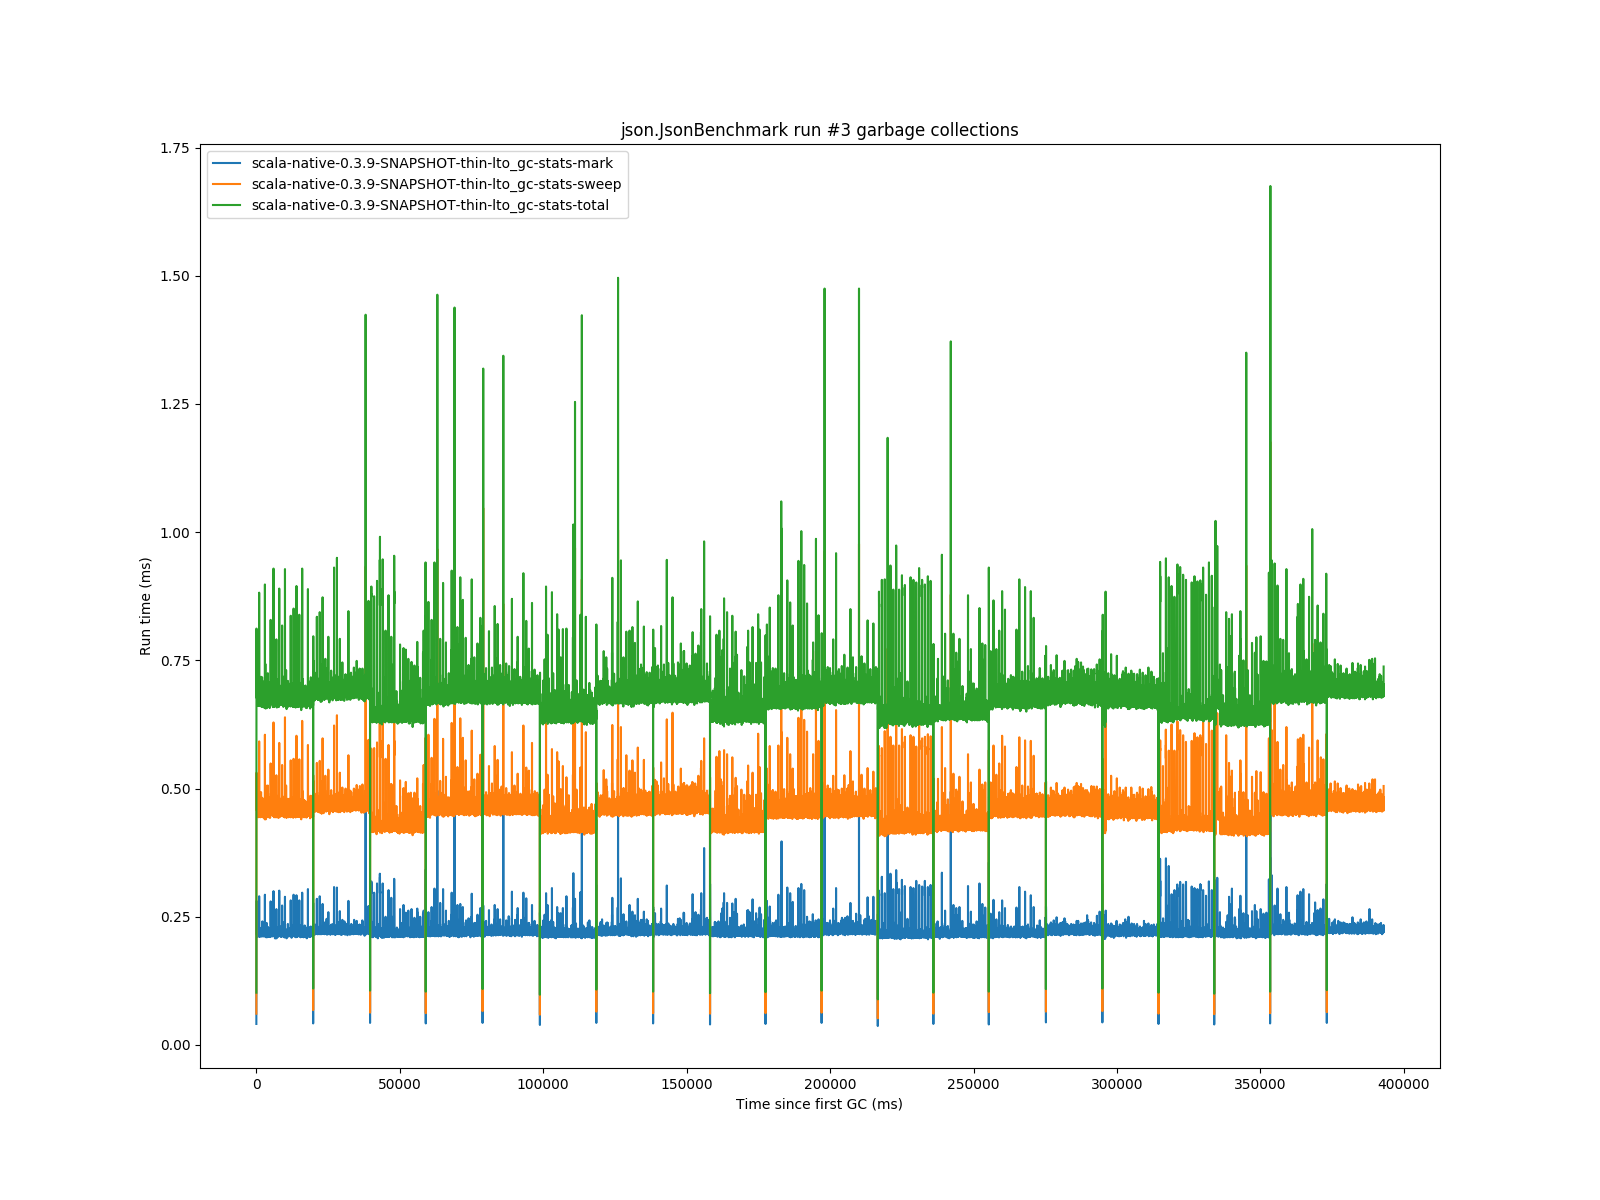 json.JsonBenchmark run #3 garbage collections
scala-native-0.3.9-SNAPSHOT-thin-lto_gc-stats-mark
scala-native-0.3.9-SNAPSHOT-thin-lto_gc-stats-sweep
scala-native-0.3.9-SNAPSHOT-thin-lto_gc-stats-total
Run time (ms)
1.75
1.50
1.25
1.00
0.75
0.50
0.25
0.00
0 50000 100000 150000 200000 250000 300000 350000 400000
Time since first GC (ms)